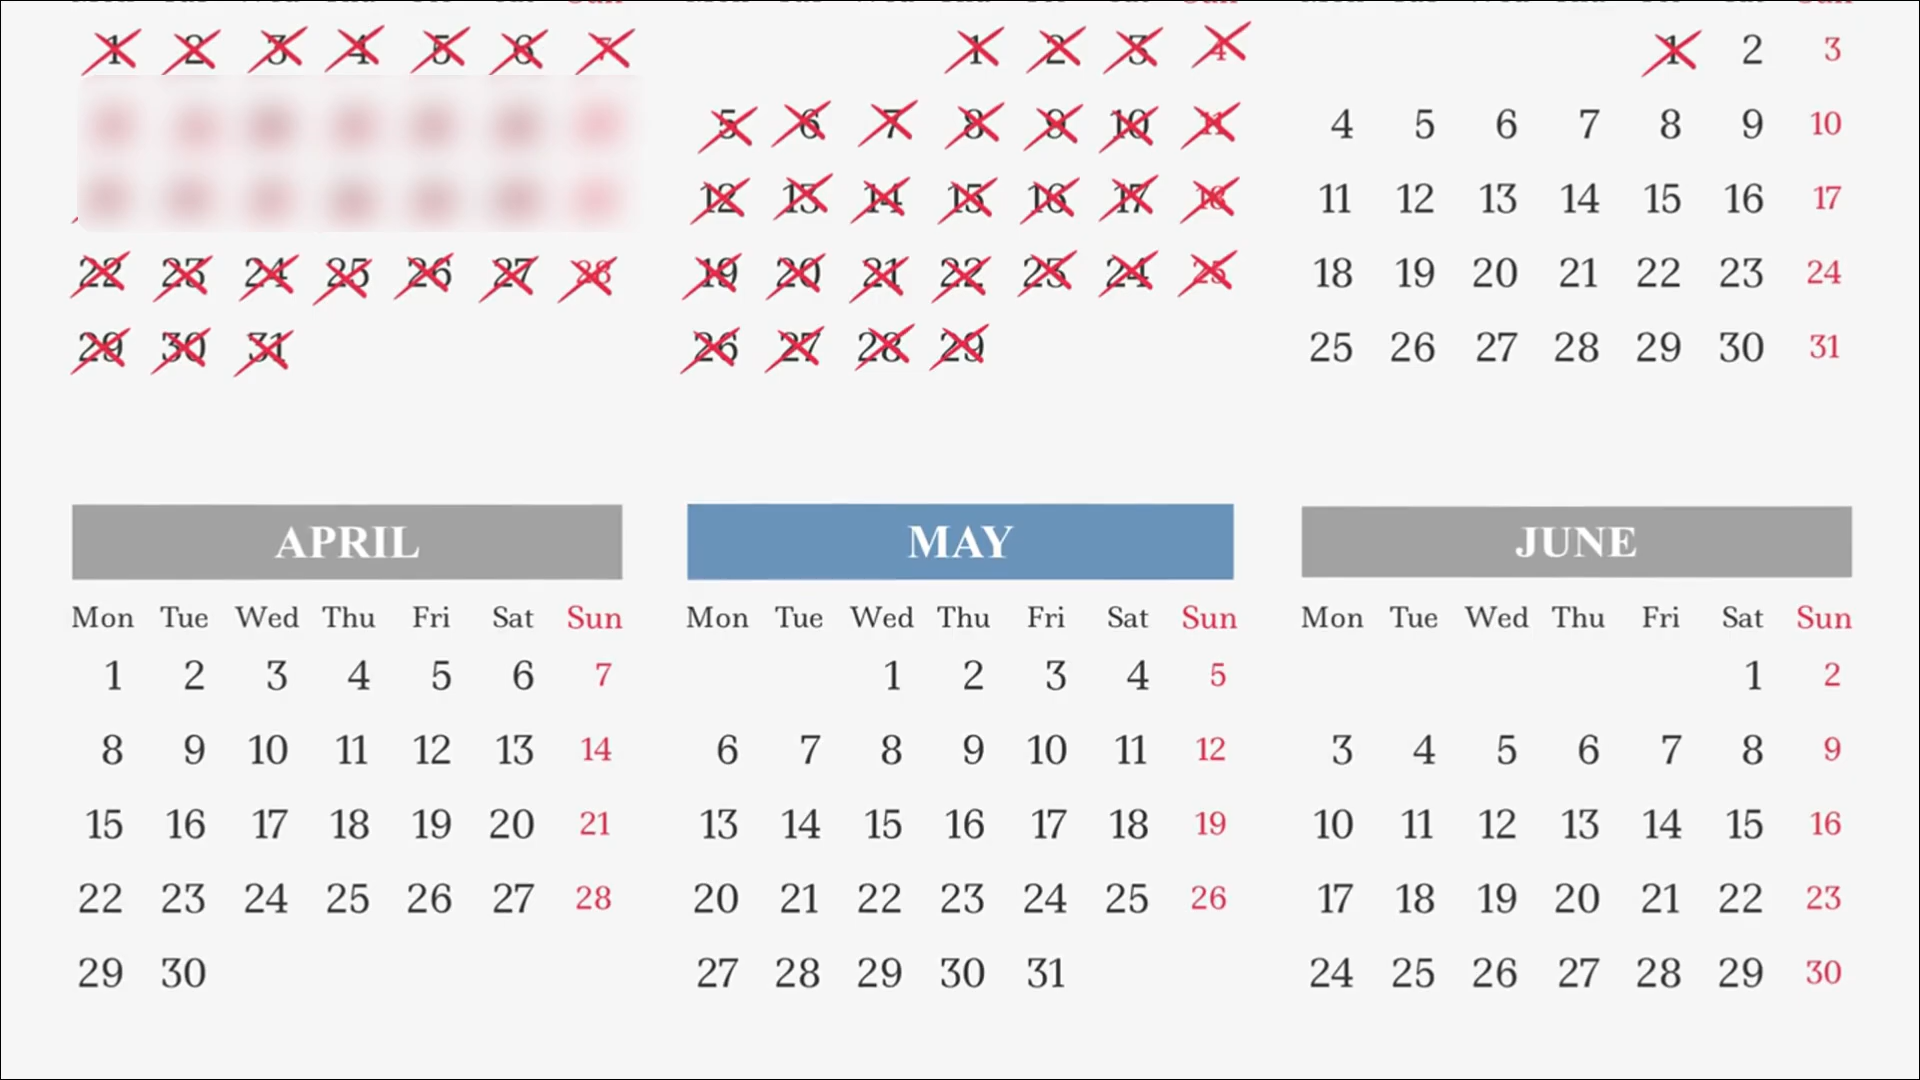 1 2 3 4 5 6 7
22 23 24 25 26 27 28
29 30 31
1 2 3 4
5 6 7 8 9 10 11
12 13 14 15 16 17 18
19 20 21 22 23 24 25
26 27 28 29
1 2 3
4 5 6 7 8 9 10
11 12 13 14 15 16 17
18 19 20 21 22 23 24
25 26 27 28 29 30 31
APRIL
Mon Tue Wed Thu Fri Sat Sun
1 2 3 4 5 6 7
8 9 10 11 12 13 14
15 16 17 18 19 20 21
22 23 24 25 26 27 28
29 30
MAY
Mon Tue Wed Thu Fri Sat Sun
1 2 3 4 5
6 7 8 9 10 11 12
13 14 15 16 17 18 19
20 21 22 23 24 25 26
27 28 29 30 31
JUNE
Mon Tue Wed Thu Fri Sat Sun
1 2
3 4 5 6 7 8 9
10 11 12 13 14 15 16
17 18 19 20 21 22 23
24 25 26 27 28 29 30